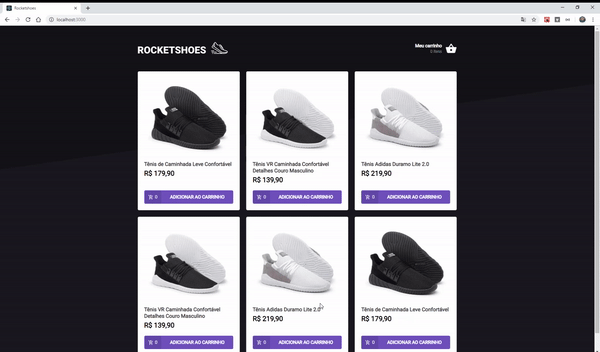 Rocketshoes
localhost:3000
ROCKETSHOES
Meu carrinho
Tênis de Caminhada Leve Confortável
R$ 179,90
0 ADICIONAR AO CARRINHO
Tênis VR Caminhada Confortável
Detalhes Couro Masculino
R$ 139,90
0 ADICIONAR AO CARRINHO
Tênis Adidas Duramo Lite 2.0
R$ 219,90
0 ADICIONAR AO CARRINHO
Tênis VR Caminhada Confortável
Detalhes Couro Masculino
R$ 139,90
0 ADICIONAR AO CARRINHO
Tênis Adidas Duramo Lite 2.0
R$ 219,90
0 ADICIONAR AO CARRINHO
Tênis de Caminhada Leve Confortável
R$ 179,90
0 ADICIONAR AO CARRINHO